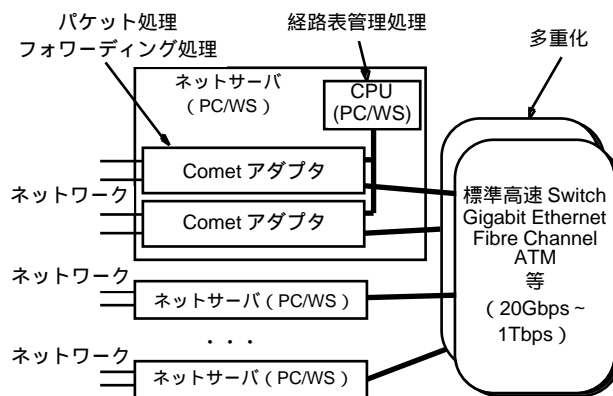 パケット処理
フォワーディング処理
経路表管理処理
多重化
ネットサーバ
（PC/WS）
CPU
(PC/WS)
Comet アダプタ
ネットワーク
Comet アダプタ
標準高速 Switch
Gigabit Ethernet
Fibre Channel
ATM
等
（20Gbps ~
1Tbps）
ネットワーク
ネットサーバ（PC/WS）
・・・
ネットワーク
ネットサーバ（PC/WS）